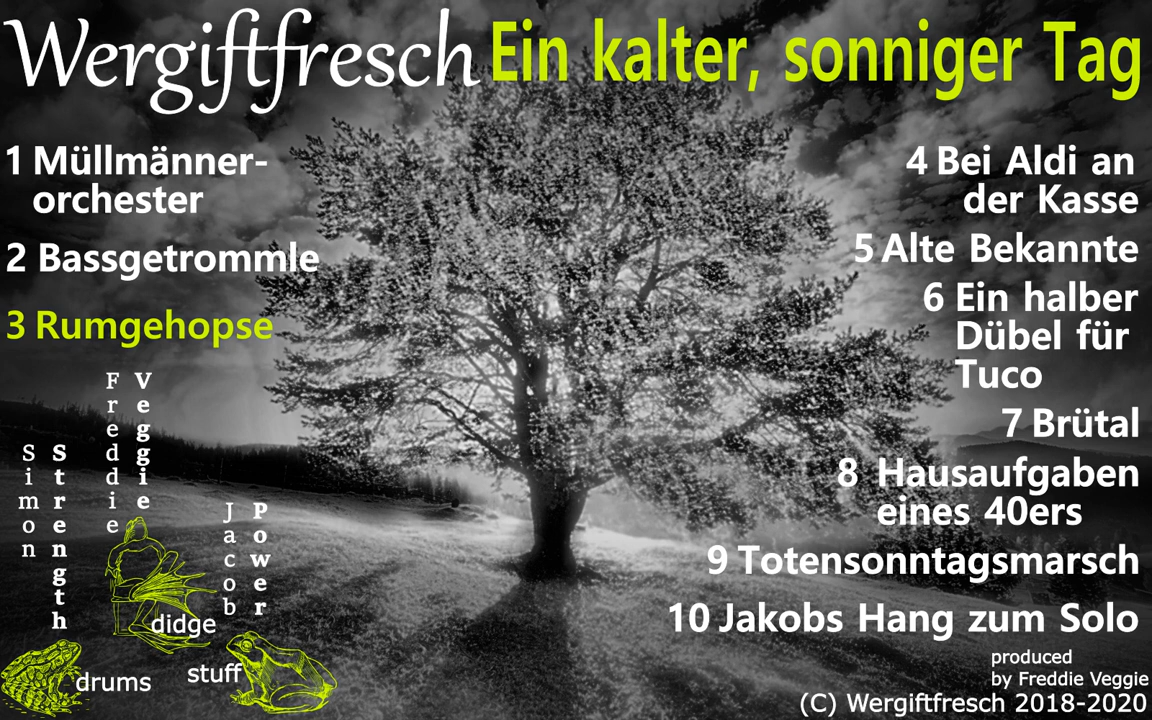 Wergiftfresch Ein kalter, sonniger Tag
1 Müllmänner-
orchester
2 Bassgetrommle
3 Rumgehopse
4 Bei Aldi an
der Kasse
5 Alte Bekannte
6 Ein halber
Dübel für
Tuco
7 Brütal
8 Hausaufgaben
eines 40ers
9 Totensonntagsmarsch
10 Jakobs Hang zum Solo
Simon
Strength
drums
Freddie
Veggie
didge
Jacob
Power
stuff
produced
by Freddie Veggie
(C) Wergiftfresch 2018-2020